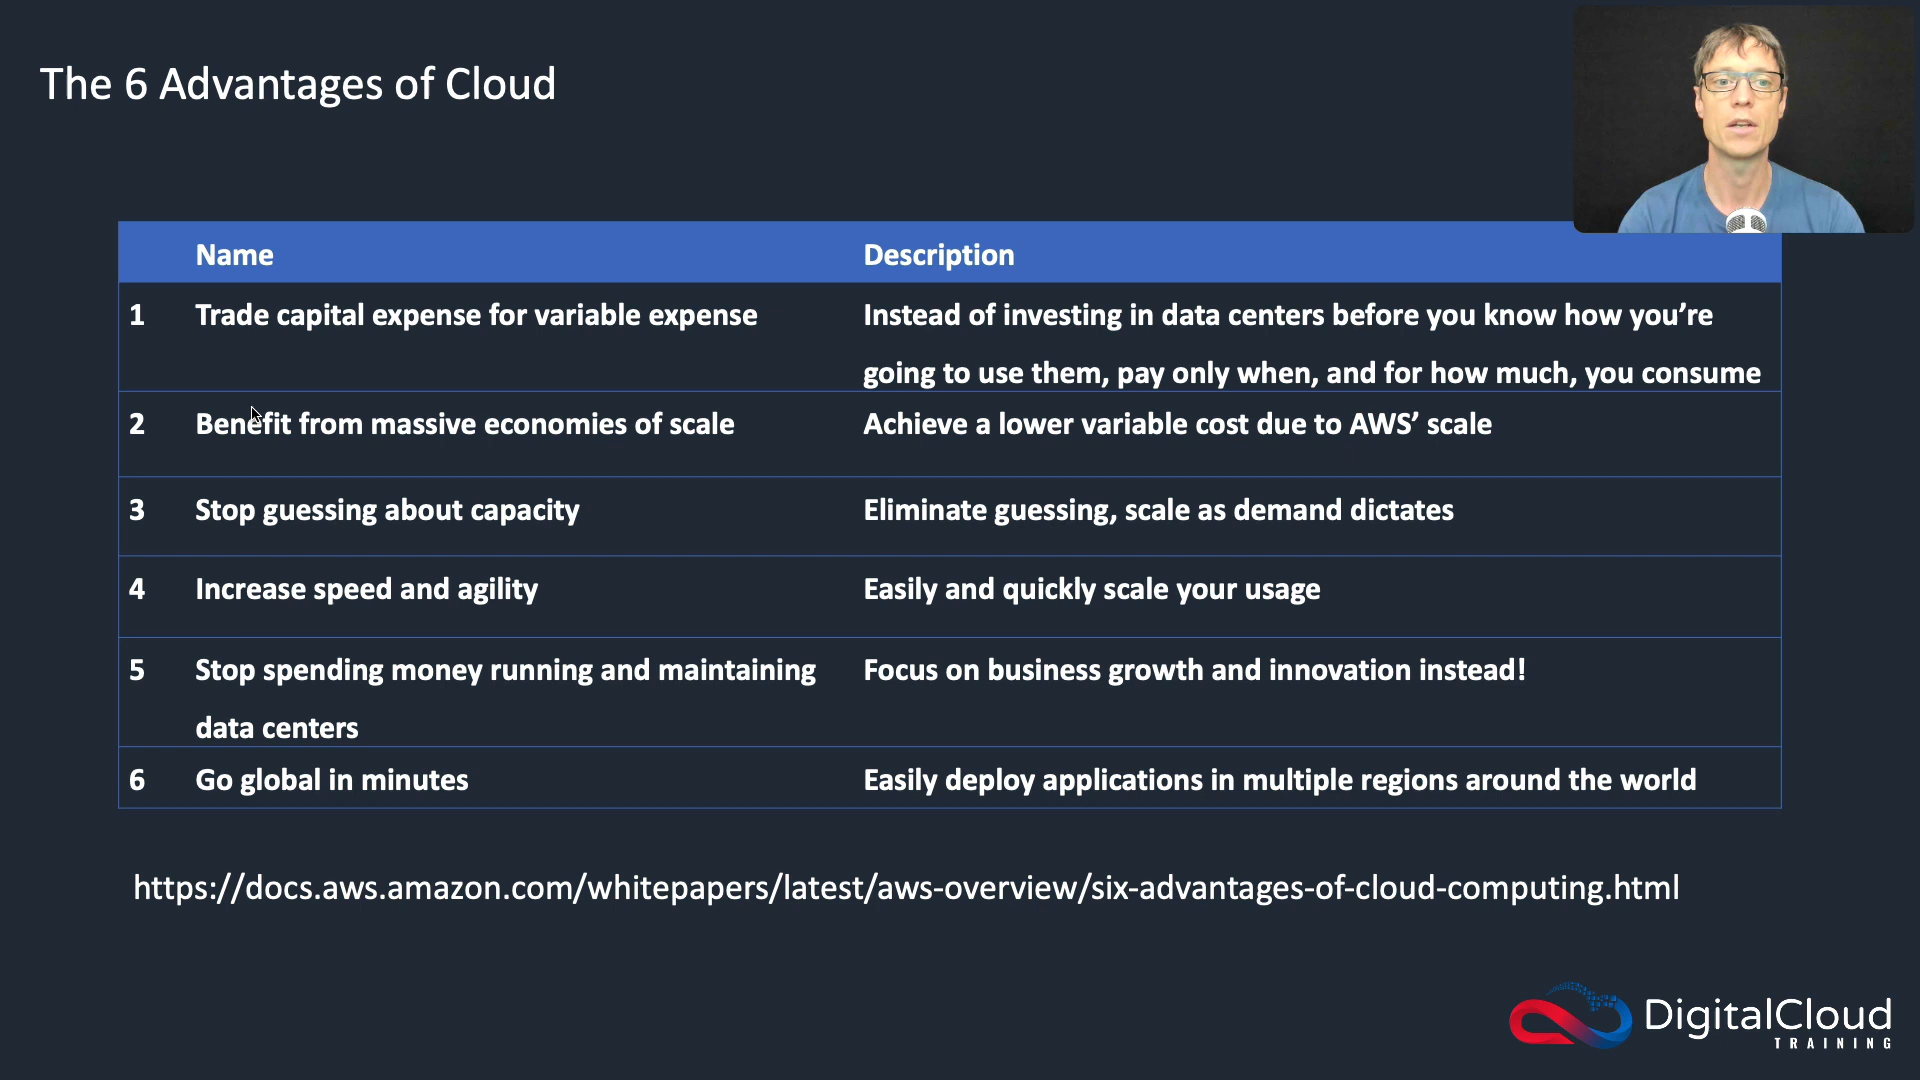 The 6 Advantages of Cloud
Name Description
1 Trade capital expense for variable expense Instead of investing in data centers before you know how you’re
going to use them, pay only when, and for how much, you consume
2 Benefit from massive economies of scale Achieve a lower variable cost due to AWS’ scale
3 Stop guessing about capacity Eliminate guessing, scale as demand dictates
4 Increase speed and agility Easily and quickly scale your usage
5 Stop spending money running and maintaining Focus on business growth and innovation instead!
data centers
6 Go global in minutes Easily deploy applications in multiple regions around the world
https://docs.aws.amazon.com/whitepapers/latest/aws-overview/six-advantages-of-cloud-computing.html
DigitalCloud
TRAINING